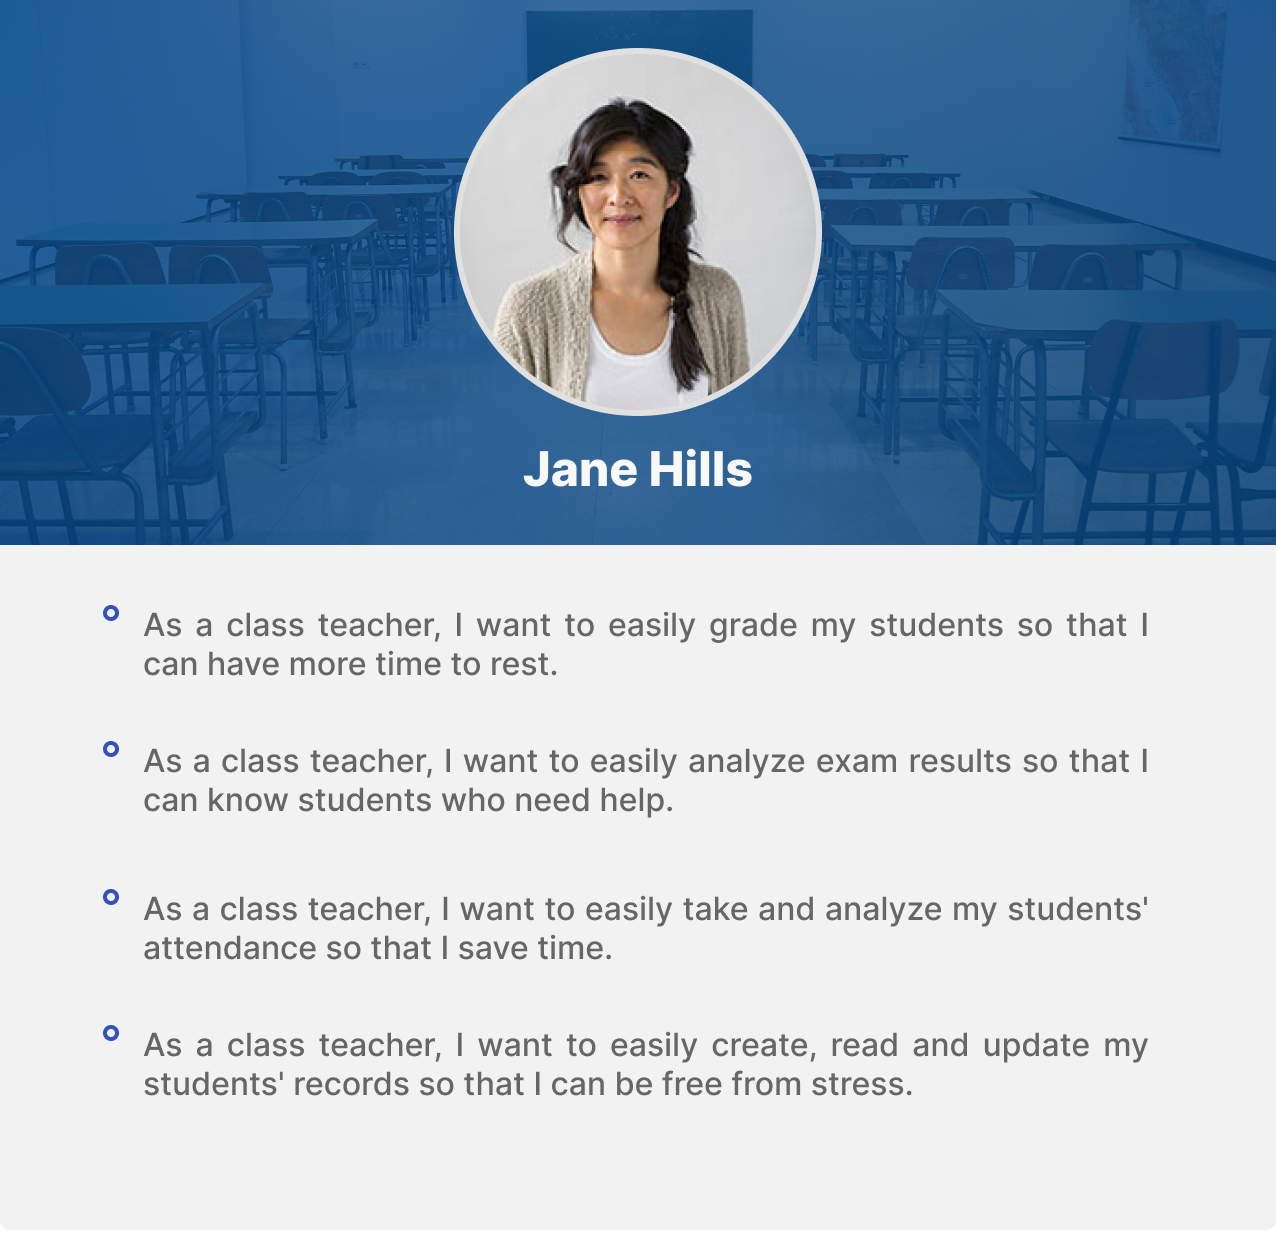 Jane Hills
As a class teacher, I want to easily grade my students so that I
can have more time to rest.
As a class teacher, I want to easily analyze exam results so that I
can know students who need help.
As a class teacher, I want to easily take and analyze my students'
attendance so that I save time.
As a class teacher, I want to easily create, read and update my
students' records so that I can be free from stress.